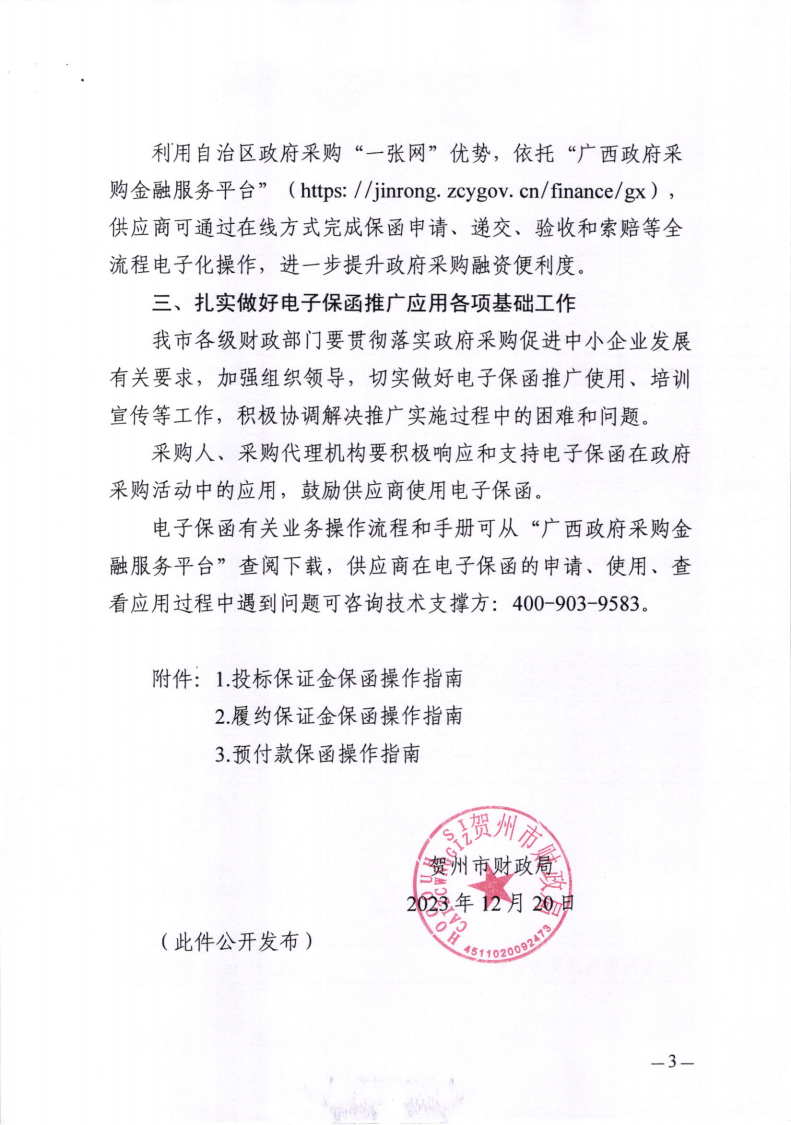 利用自治区政府采购“一张网”优势，依托“广西政府采
购金融服务平台”（https: //jinrong. zcygov. cn/finance/gx），
供应商可通过在线方式完成保函申请、递交、验收和索赔等全
流程电子化操作，进一步提升政府采购融资便利度。
三、扎实做好电子保函推广应用各项基础工作
我市各级财政部门要贯彻落实政府采购促进中小企业发展
有关要求，加强组织领导，切实做好电子保函推广使用、培训
宣传等工作，积极协调解决推广实施过程中的困难和问题。
采购人、采购代理机构要积极响应和支持电子保函在政府
采购活动中的应用，鼓励供应商使用电子保函。
电子保函有关业务操作流程和手册可从“广西政府采购金
融服务平台”查阅下载，供应商在电子保函的申请、使用、查
看应用过程中遇到问题可咨询技术支撑方：400-903-9583。
附件：1.投标保证金保函操作指南
2.履约保证金保函操作指南
3.预付款保函操作指南
贺州市财政局
贺州市财政局
2023 年 12 月 20 日
4511020092473
（此件公开发布）
—3—